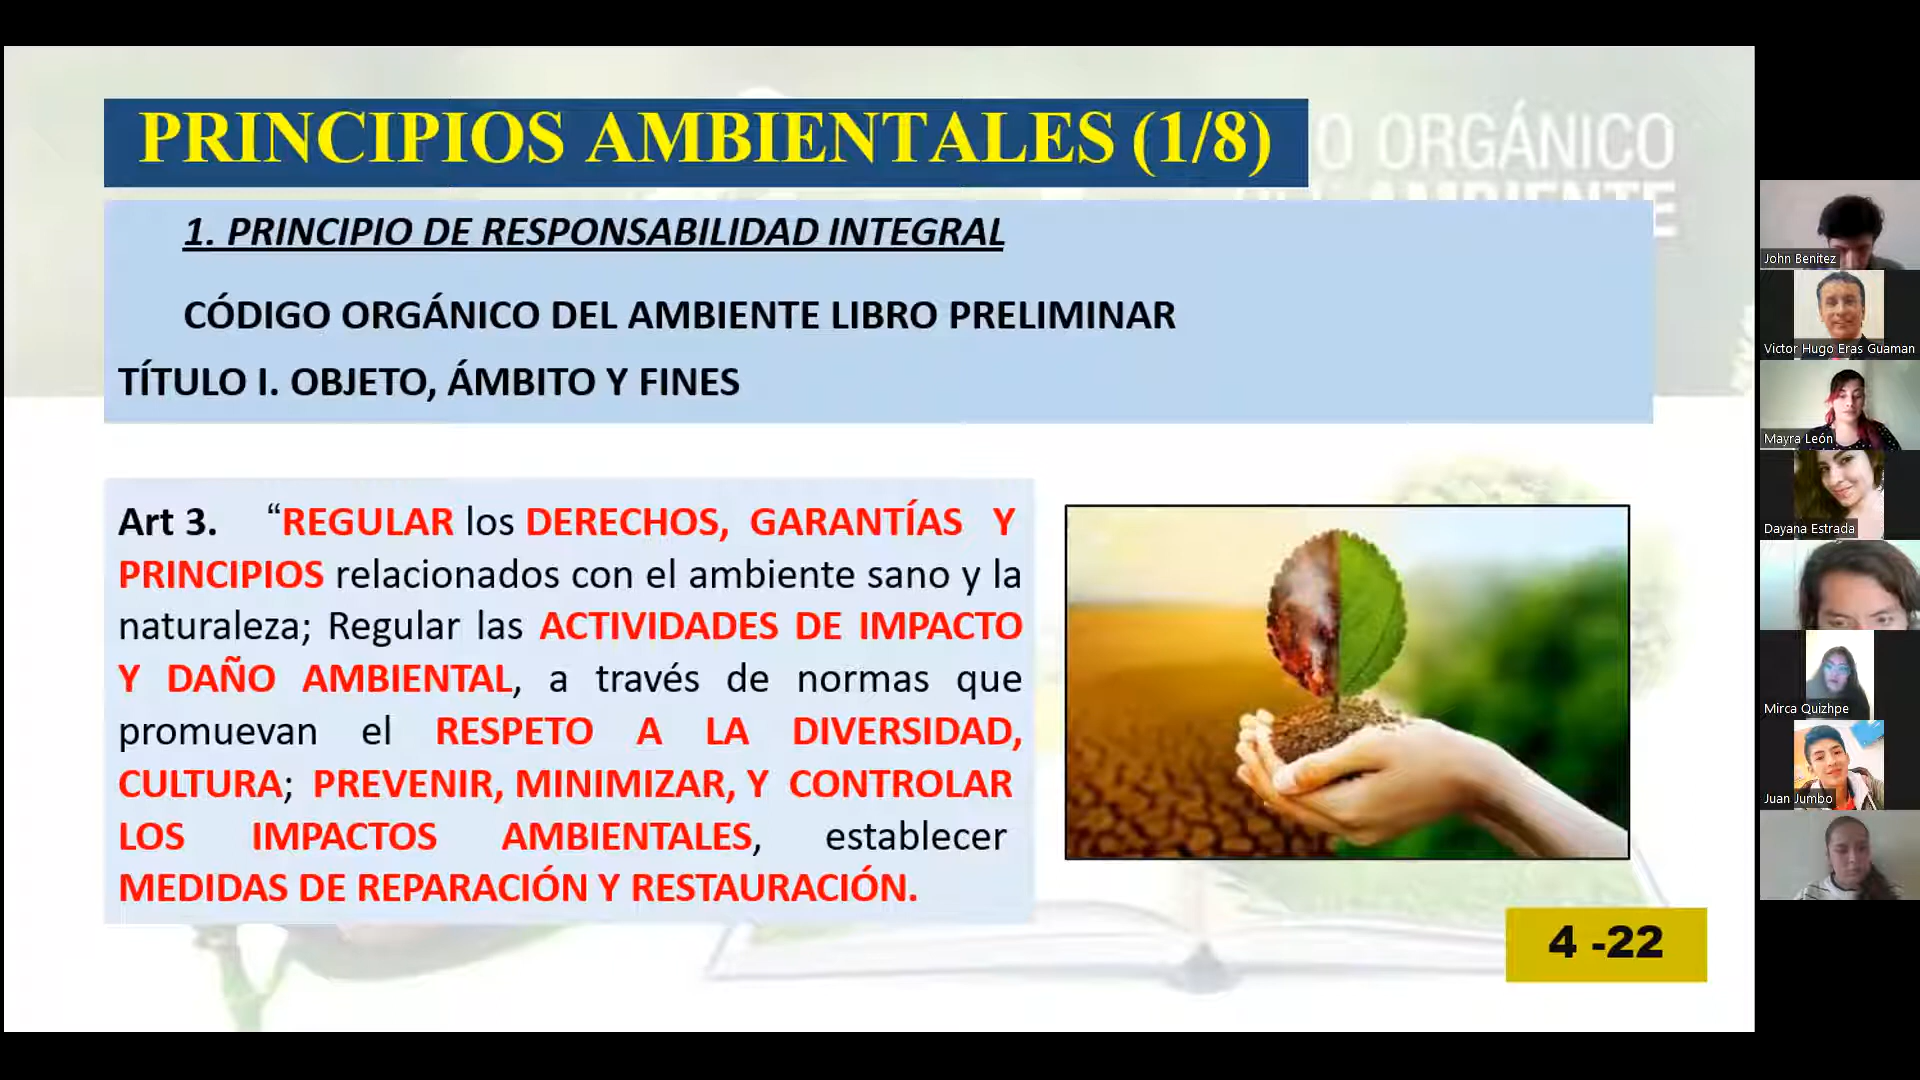 PRINCIPIOS AMBIENTALES (1/8)
O ORGÁNICO
1. PRINCIPIO DE RESPONSABILIDAD INTEGRAL
CÓDIGO ORGÁNICO DEL AMBIENTE LIBRO PRELIMINAR
TÍTULO I. OBJETO, ÁMBITO Y FINES
Art 3. “REGULAR los DERECHOS, GARANTÍAS Y
PRINCIPIOS relacionados con el ambiente sano y la
naturaleza; Regular las ACTIVIDADES DE IMPACTO
Y DAÑO AMBIENTAL, a través de normas que
promuevan el RESPETO A LA DIVERSIDAD,
CULTURA; PREVENIR, MINIMIZAR, Y CONTROLAR
LOS IMPACTOS AMBIENTALES, establecer
MEDIDAS DE REPARACIÓN Y RESTAURACIÓN.
4 -22
John Benitez
Victor Hugo Eras Guaman
Mayra León
Dayana Estrada
Mirca Quizhpe
Juan Jumbo